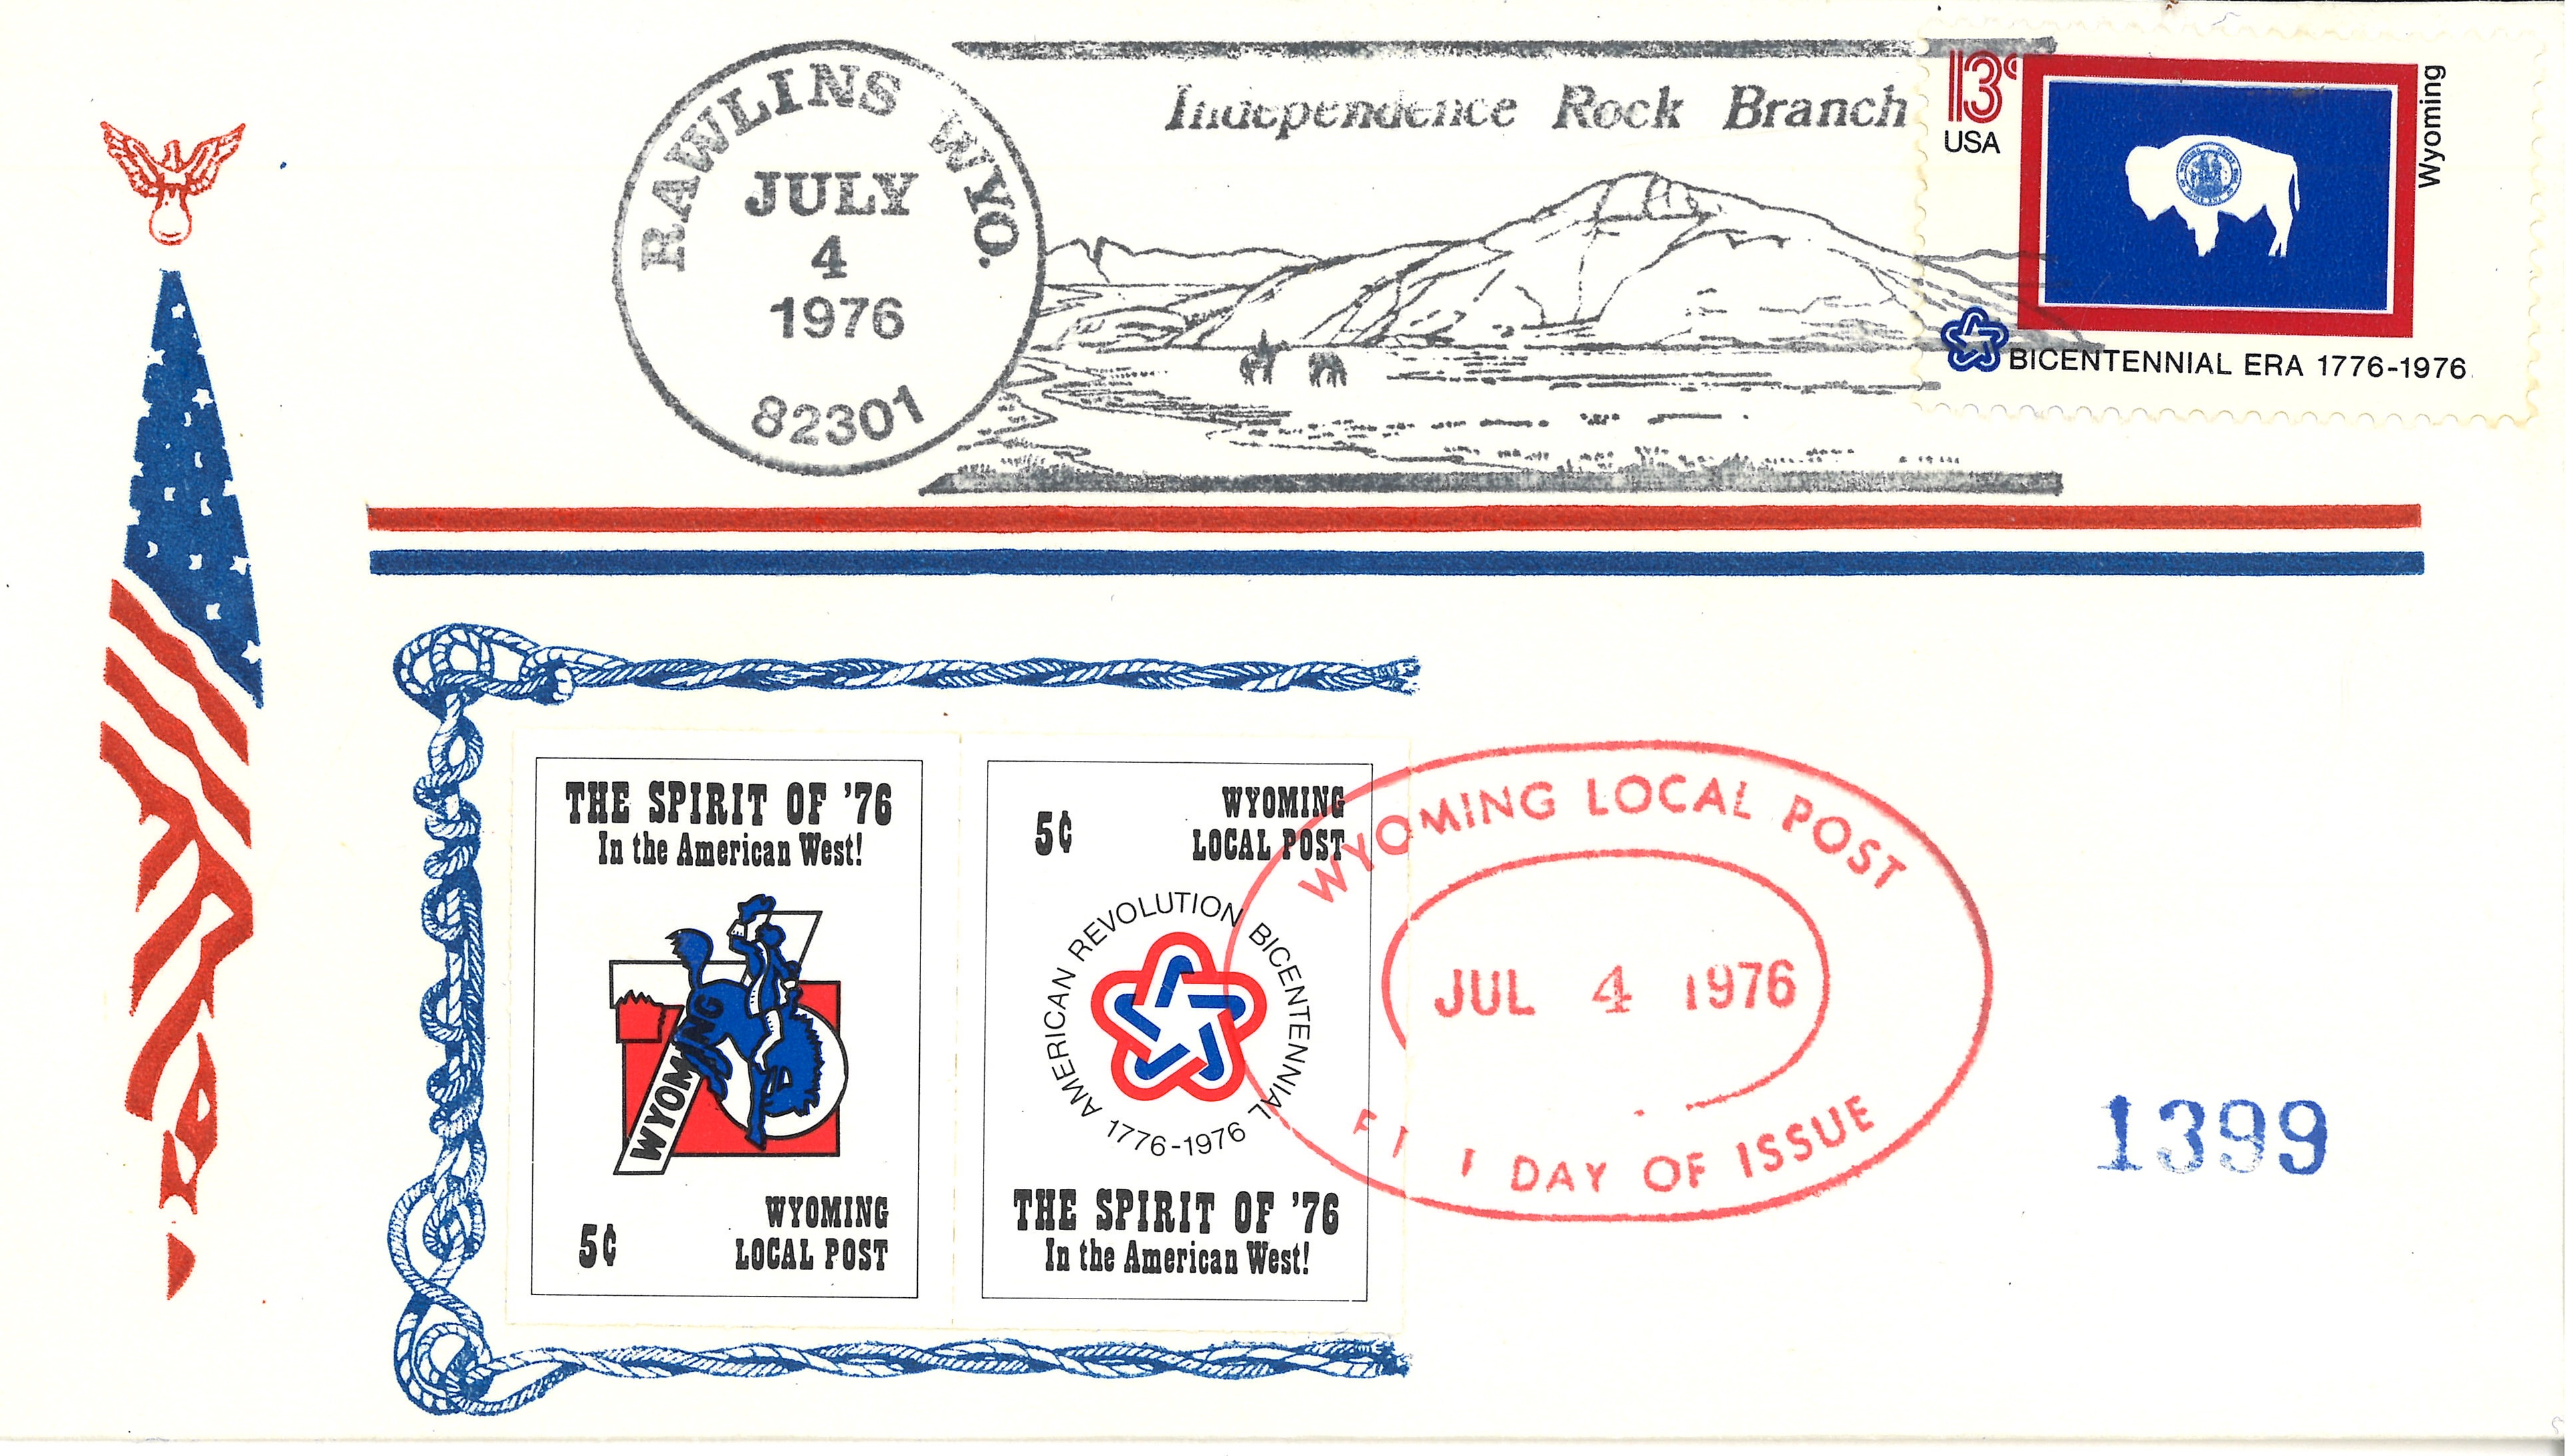 RAWLINS WYO.
JULY
4
1976
82301
Independence Rock Branch
13¢
USA
Wyoming
BICENTENNIAL ERA 1776-1976
THE SPIRIT OF '76
In the American West!
WYOMING
5¢
WYOMING
LOCAL POST
5¢
WYOMING
LOCAL POST
AMERICAN REVOLUTION BICENTENNIAL
1776-1976
THE SPIRIT OF '76
In the American West!
WYOMING LOCAL POST
JUL 4 1976
DAY OF ISSUE
1399